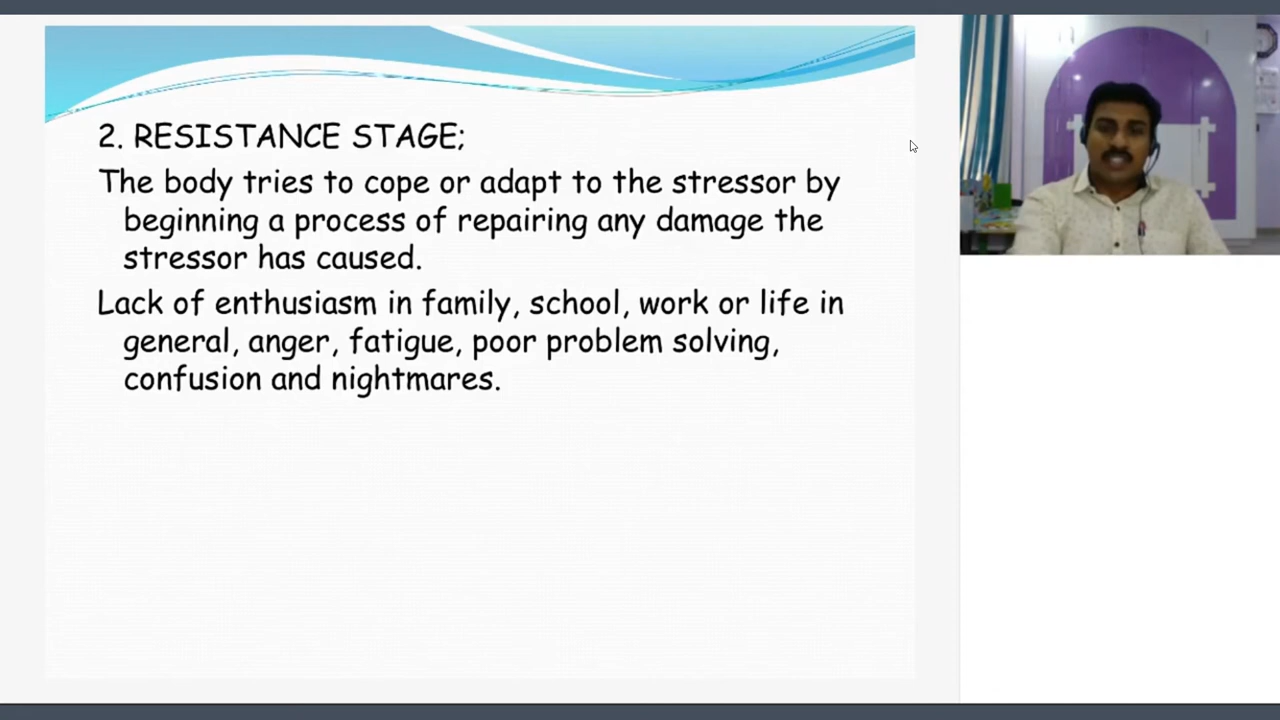 2. RESISTANCE STAGE;
The body tries to cope or adapt to the stressor by
beginning a process of repairing any damage the
stressor has caused.
Lack of enthusiasm in family, school, work or life in
general, anger, fatigue, poor problem solving,
confusion and nightmares.